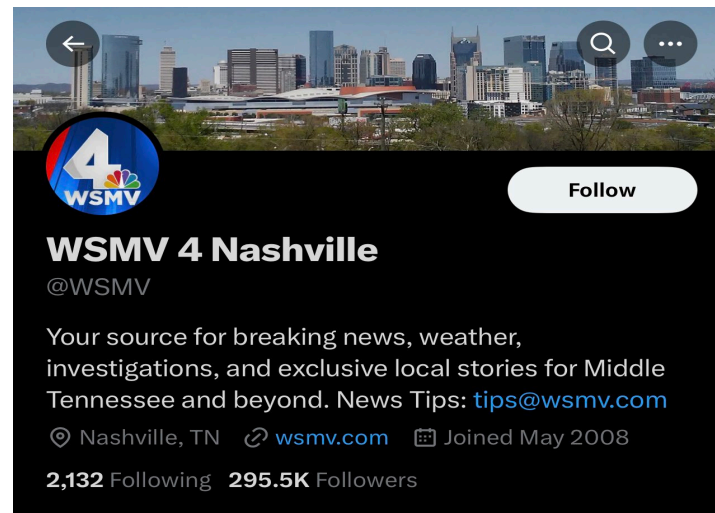 4
WSMV
Follow
WSMV 4 Nashville
@WSMV
Your source for breaking news, weather,
investigations, and exclusive local stories for Middle
Tennessee and beyond. News Tips: tips@wsmv.com
Nashville, TN wsmv.com Joined May 2008
2,132 Following 295.5K Followers